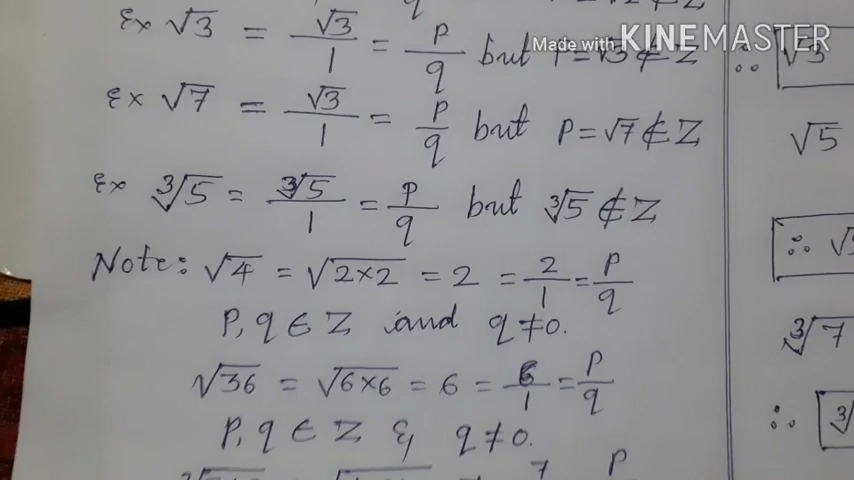 Ex √3 = √3/1 = p/q but p = √3 ∉ Z
Made with KINEMASTER
Ex √7 = √3/1 = p/q but p = √7 ∉ Z
Ex ∛5 = ∛5/1 = p/q but ∛5 ∉ Z
Note: √4 = √2×2 = 2 = 2/1 = p/q
P, q ∈ Z and q ≠ 0.
√36 = √6×6 = 6 = 6/1 = p/q
P, q ∈ Z & q ≠ 0.
∴ √3
√5
∴
∛7
∴